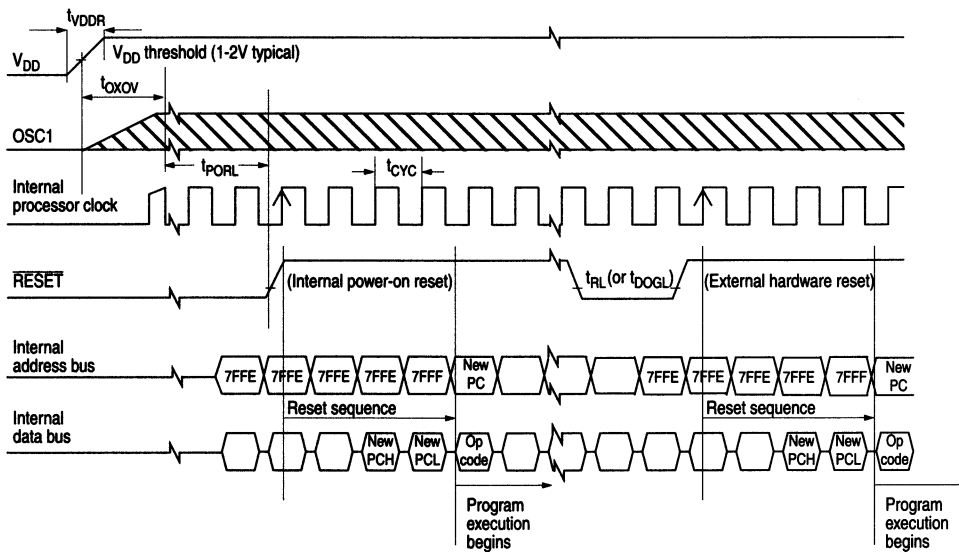 tVDDR
VDD
VDD threshold (1-2V typical)
tOXOV
OSC1
tPORL
tCYC
Internal
processor clock
RESET
(Internal power-on reset)
tRL (or tDOGL)
(External hardware reset)
Internal
address bus
7FFE 7FFE 7FFE 7FFE 7FFF New PC 7FFE 7FFE 7FFE 7FFE 7FFF New PC
Reset sequence
Reset sequence
Internal
data bus
New PCH New PCL Op code New PCH New PCL Op code
Program
execution
begins
Program
execution
begins